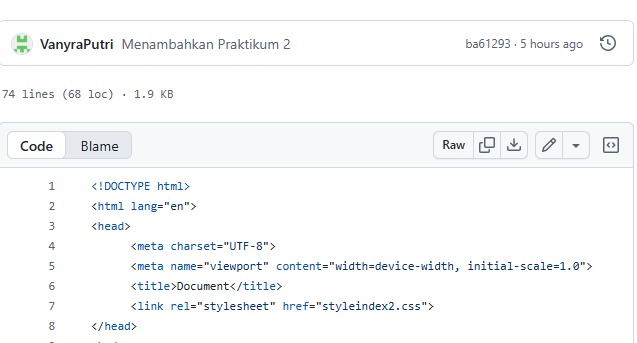 VanyraPutri Menambahkan Praktikum 2 ba61293 · 5 hours ago
74 lines (68 loc) · 1.9 KB
Code Blame Raw
1 <!DOCTYPE html>
2 <html lang="en">
3 <head>
4 <meta charset="UTF-8">
5 <meta name="viewport" content="width=device-width, initial-scale=1.0">
6 <title>Document</title>
7 <link rel="stylesheet" href="styleindex2.css">
8 </head>